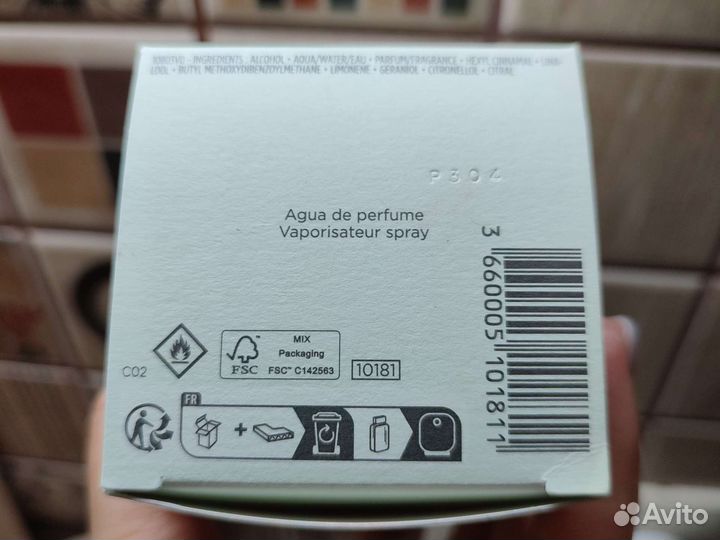 10181TV0 - INGREDIENTS : ALCOHOL • AQUA/WATER/EAU • PARFUM/FRAGRANCE • HEXYL CINNAMAL • LINA-
LOOL • BUTYL METHOXYDIBENZOYLMETHANE • LIMONENE • GERANIOL • CITRONELLOL • CITRAL
P304
Agua de perfume
Vaporisateur spray
3 660005 101811
C02
FSC
MIX
Packaging
FSC™ C142563
10181
FR
+
Avito